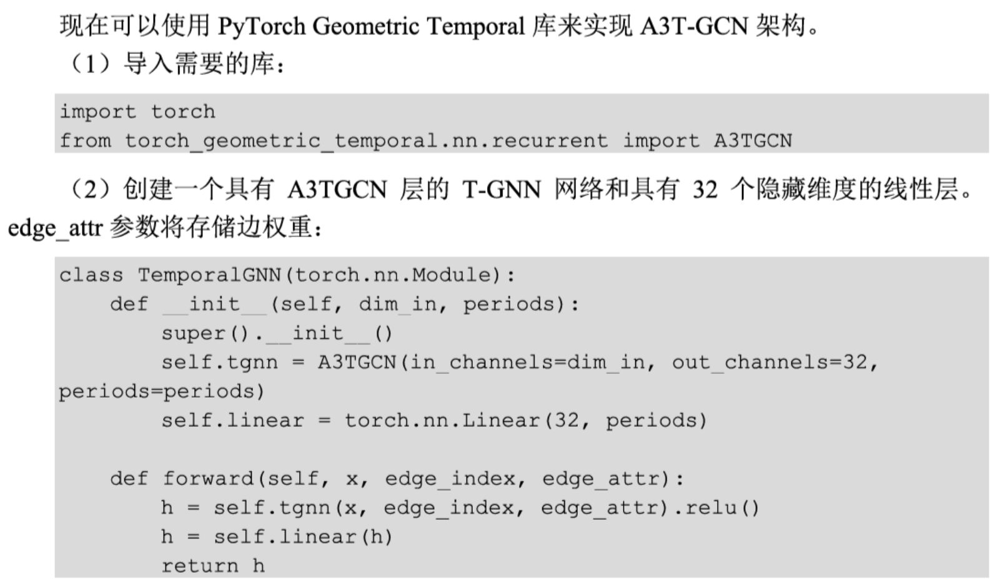 现在可以使用 PyTorch Geometric Temporal 库来实现 A3T-GCN 架构。
（1）导入需要的库：
import torch
from torch_geometric_temporal.nn.recurrent import A3TGCN
（2）创建一个具有 A3TGCN 层的 T-GNN 网络和具有 32 个隐藏维度的线性层。
edge_attr 参数将存储边权重：
class TemporalGNN(torch.nn.Module):
    def __init__(self, dim_in, periods):
        super().__init__()
        self.tgnn = A3TGCN(in_channels=dim_in, out_channels=32,
periods=periods)
        self.linear = torch.nn.Linear(32, periods)

    def forward(self, x, edge_index, edge_attr):
        h = self.tgnn(x, edge_index, edge_attr).relu()
        h = self.linear(h)
        return h